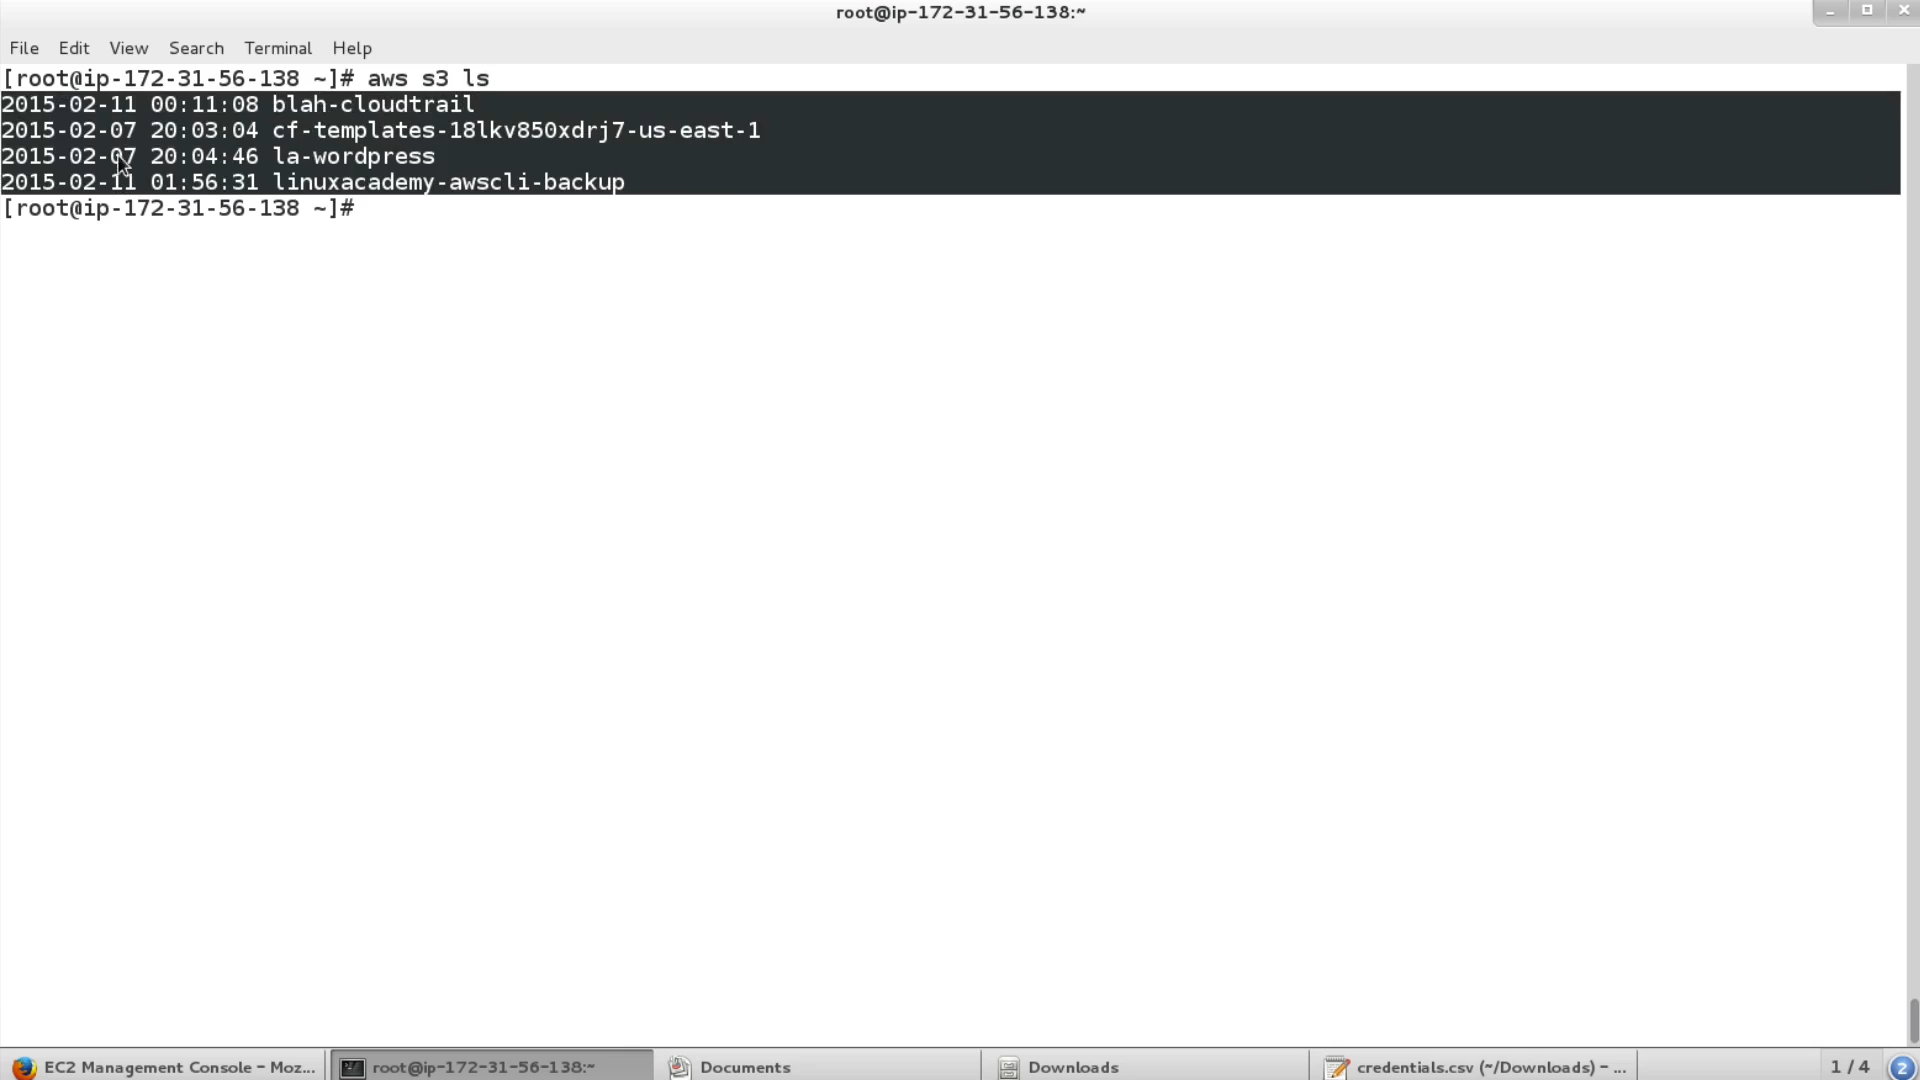 root@ip-172-31-56-138:~
File Edit View Search Terminal Help
[root@ip-172-31-56-138 ~]# aws s3 ls
2015-02-11 00:11:08 blah-cloudtrail
2015-02-07 20:03:04 cf-templates-18lkv850xdrj7-us-east-1
2015-02-07 20:04:46 la-wordpress
2015-02-11 01:56:31 linuxacademy-awscli-backup
[root@ip-172-31-56-138 ~]#
EC2 Management Console - Moz... root@ip-172-31-56-138:~ Documents Downloads credentials.csv (~/Downloads) - ... 1 / 4 2